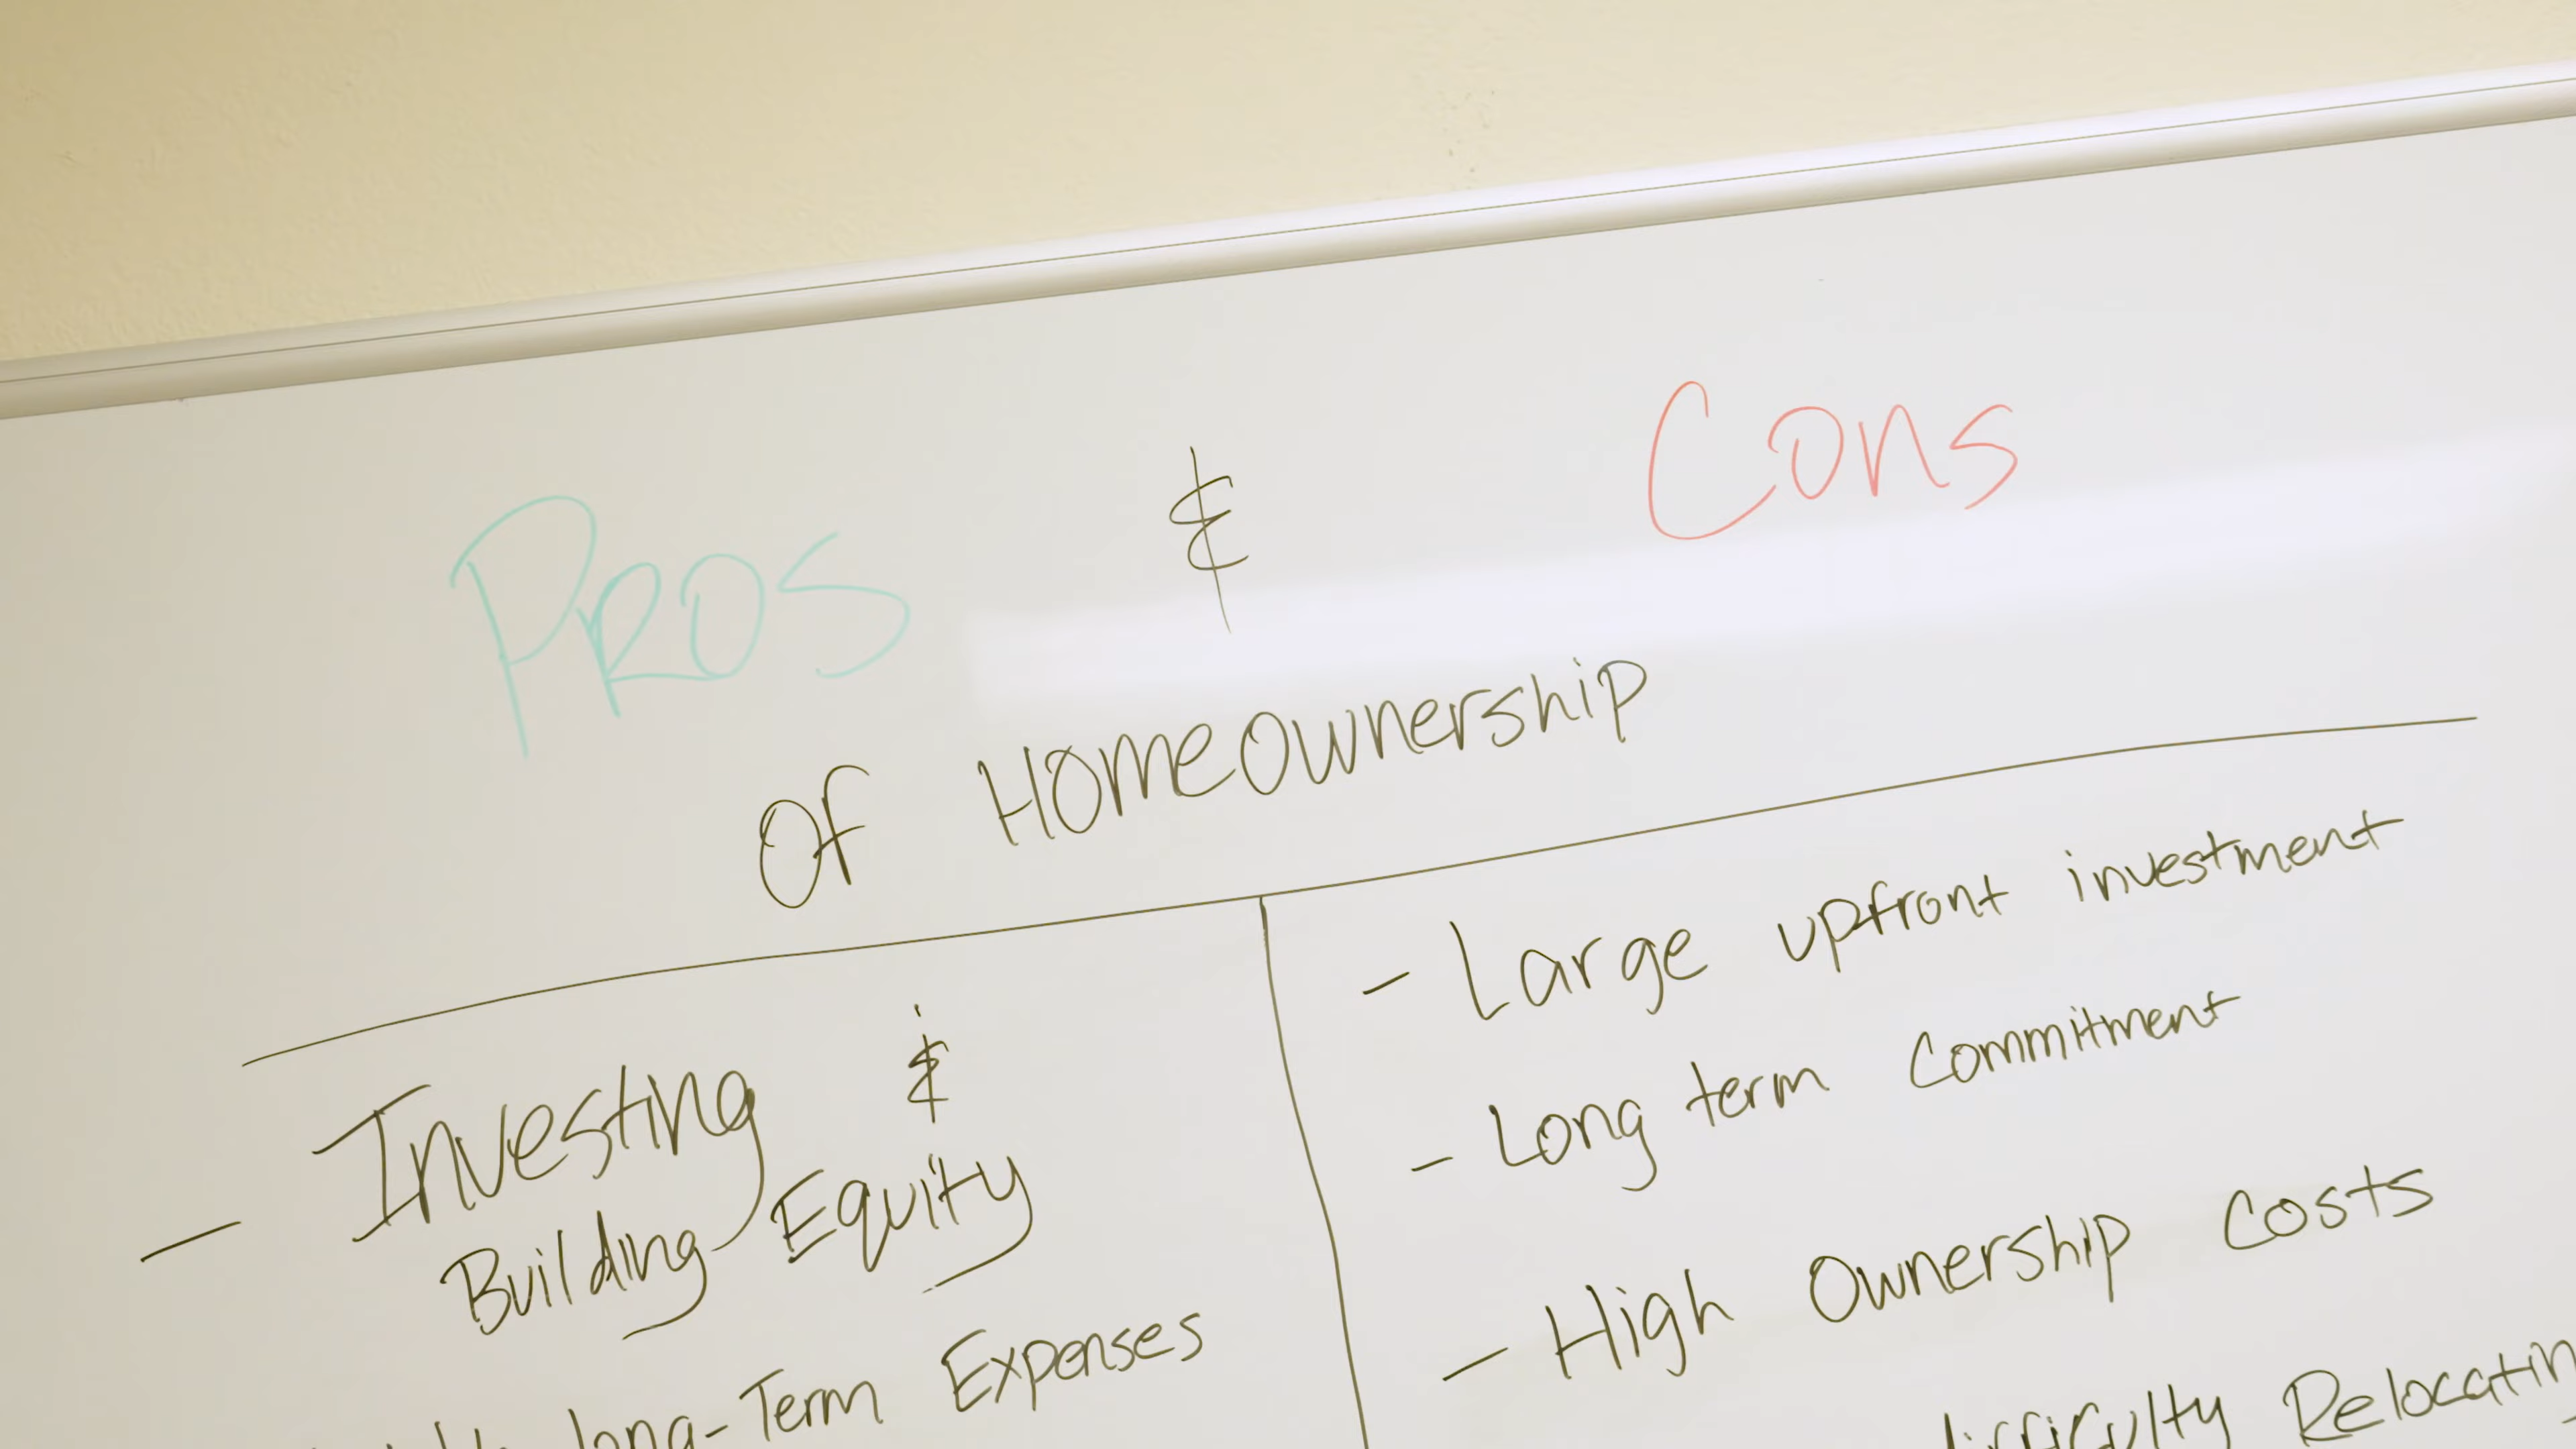 Pros & Cons
of Homeownership
- Investing &
Building Equity
long-Term Expenses
- Large upfront investment
- Long term Commitment
- High Ownership Costs
difficulty Relocatin